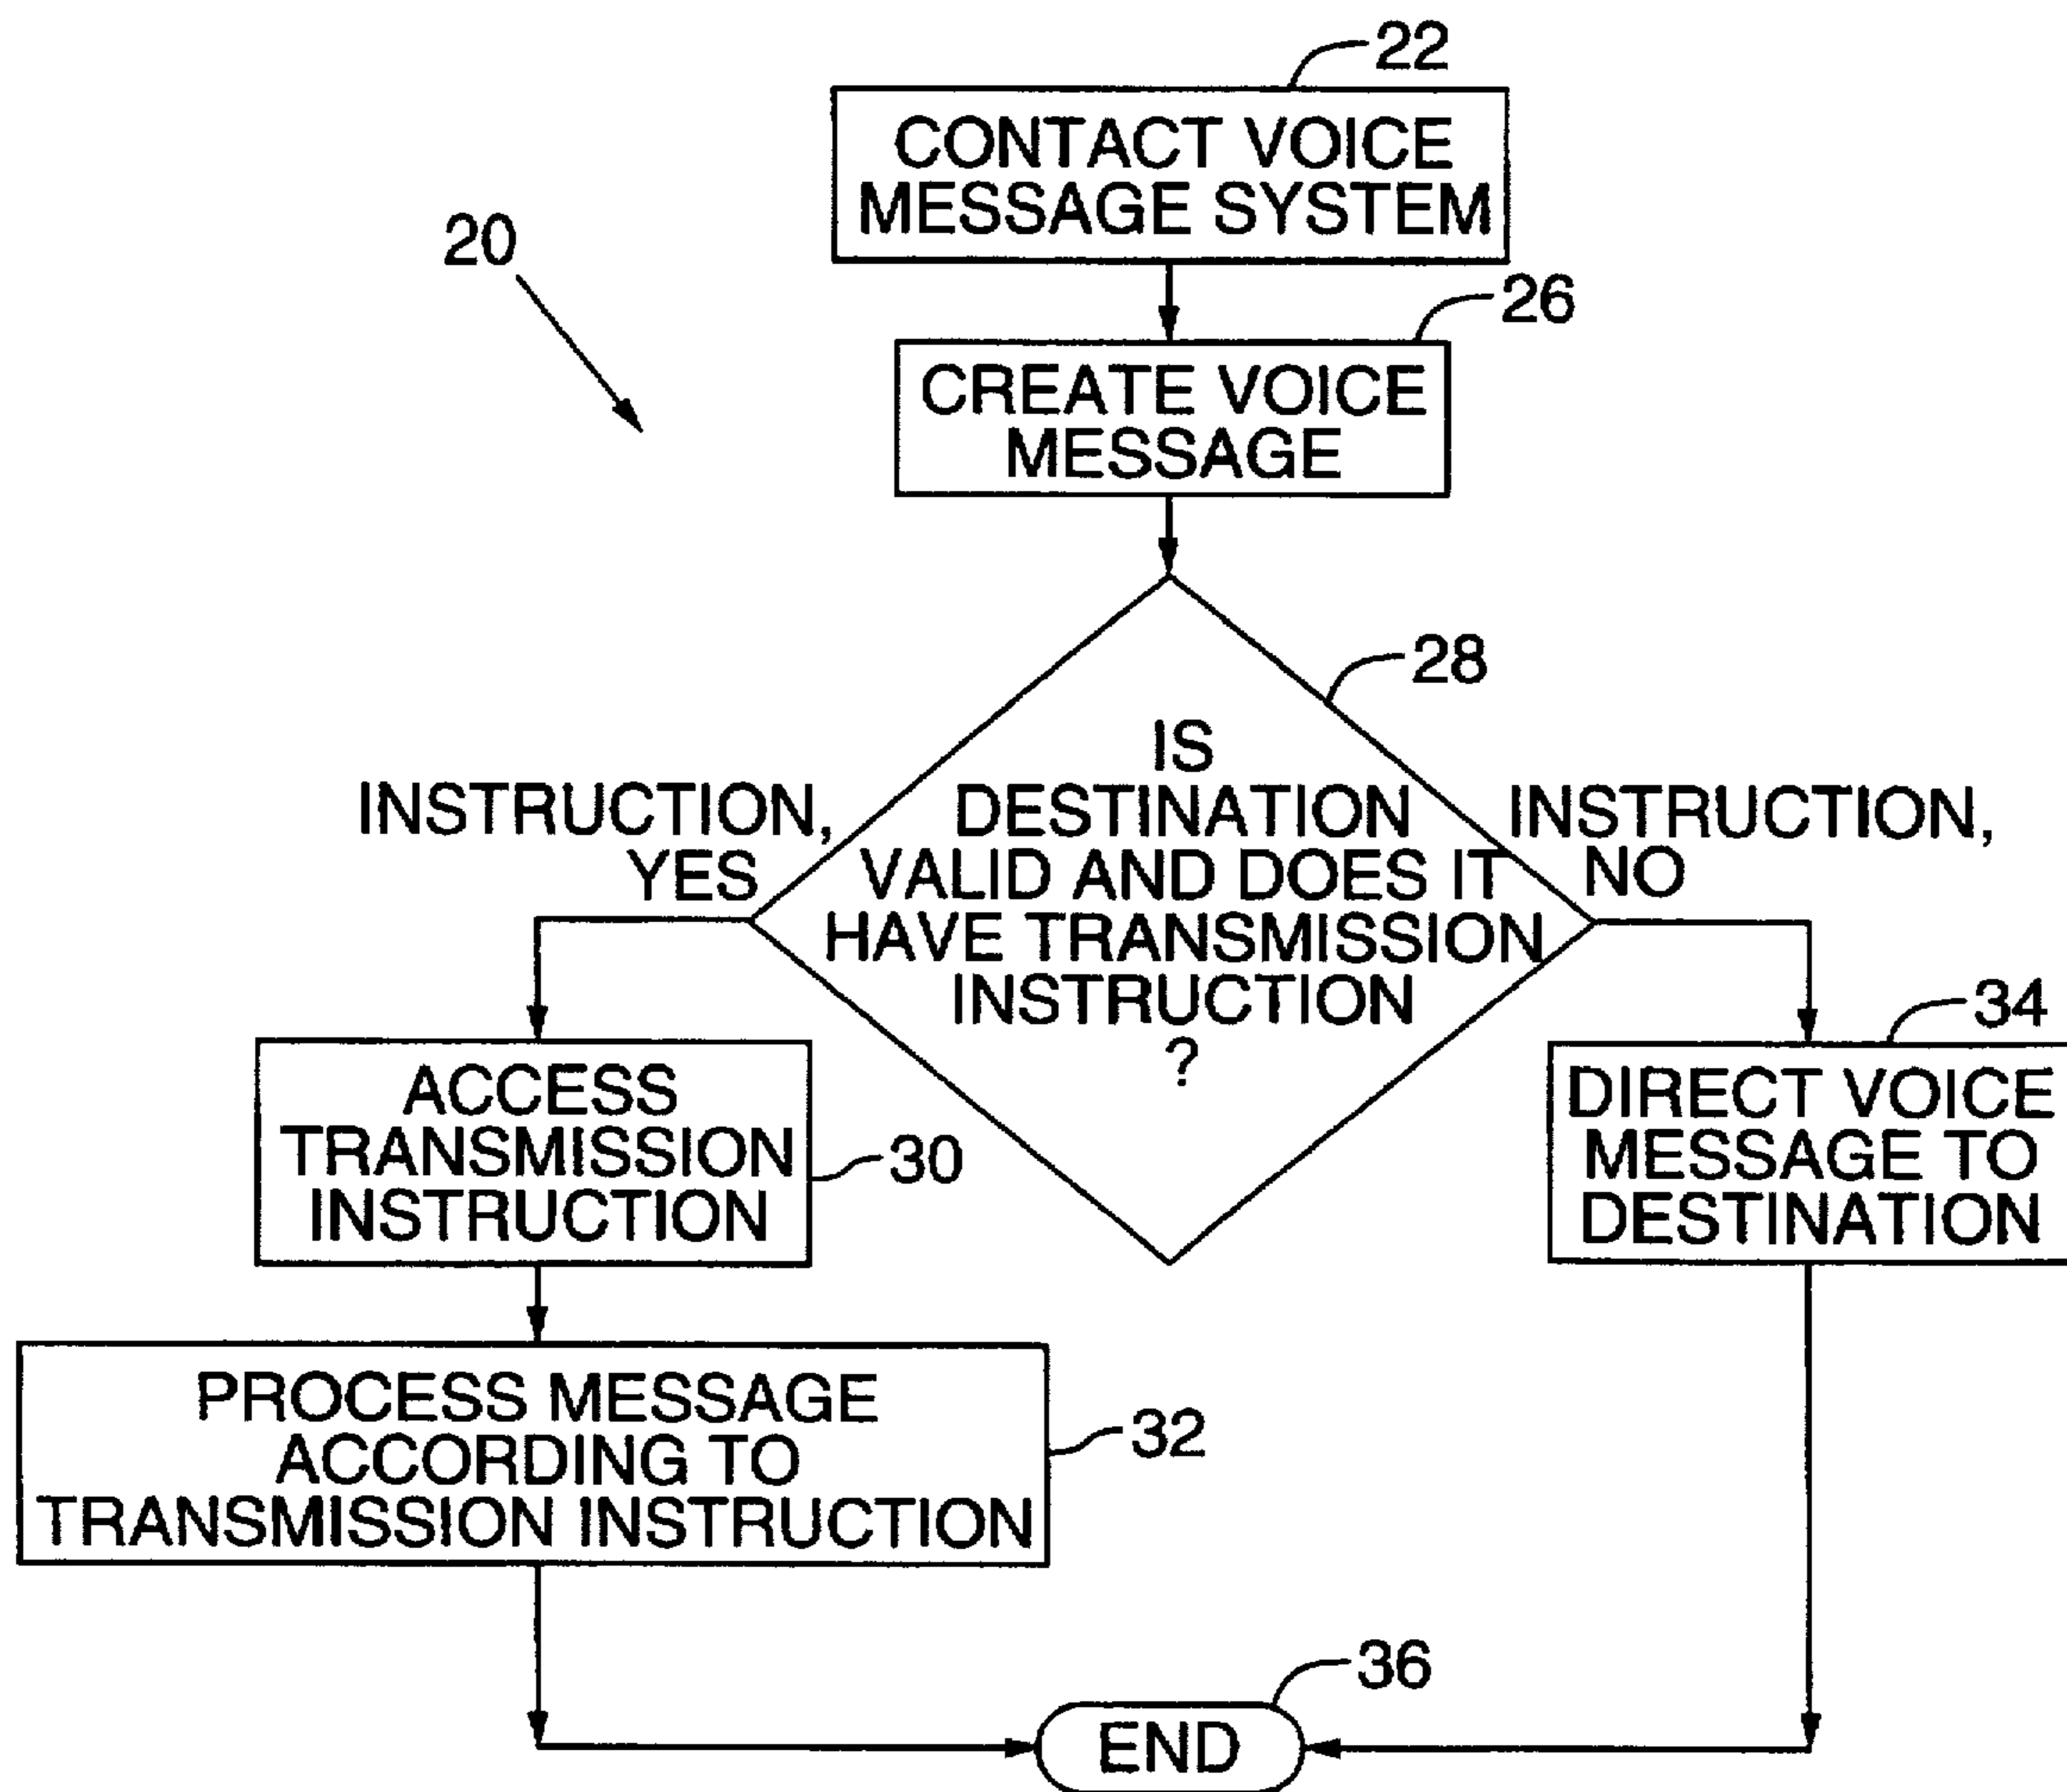 22
CONTACT VOICE
MESSAGE SYSTEM
20
26
CREATE VOICE
MESSAGE
28
IS
DESTINATION
VALID AND DOES IT
HAVE TRANSMISSION
INSTRUCTION
?
INSTRUCTION,
YES
INSTRUCTION,
NO
ACCESS
TRANSMISSION
INSTRUCTION
30
34
DIRECT VOICE
MESSAGE TO
DESTINATION
PROCESS MESSAGE
ACCORDING TO
TRANSMISSION INSTRUCTION
32
36
END